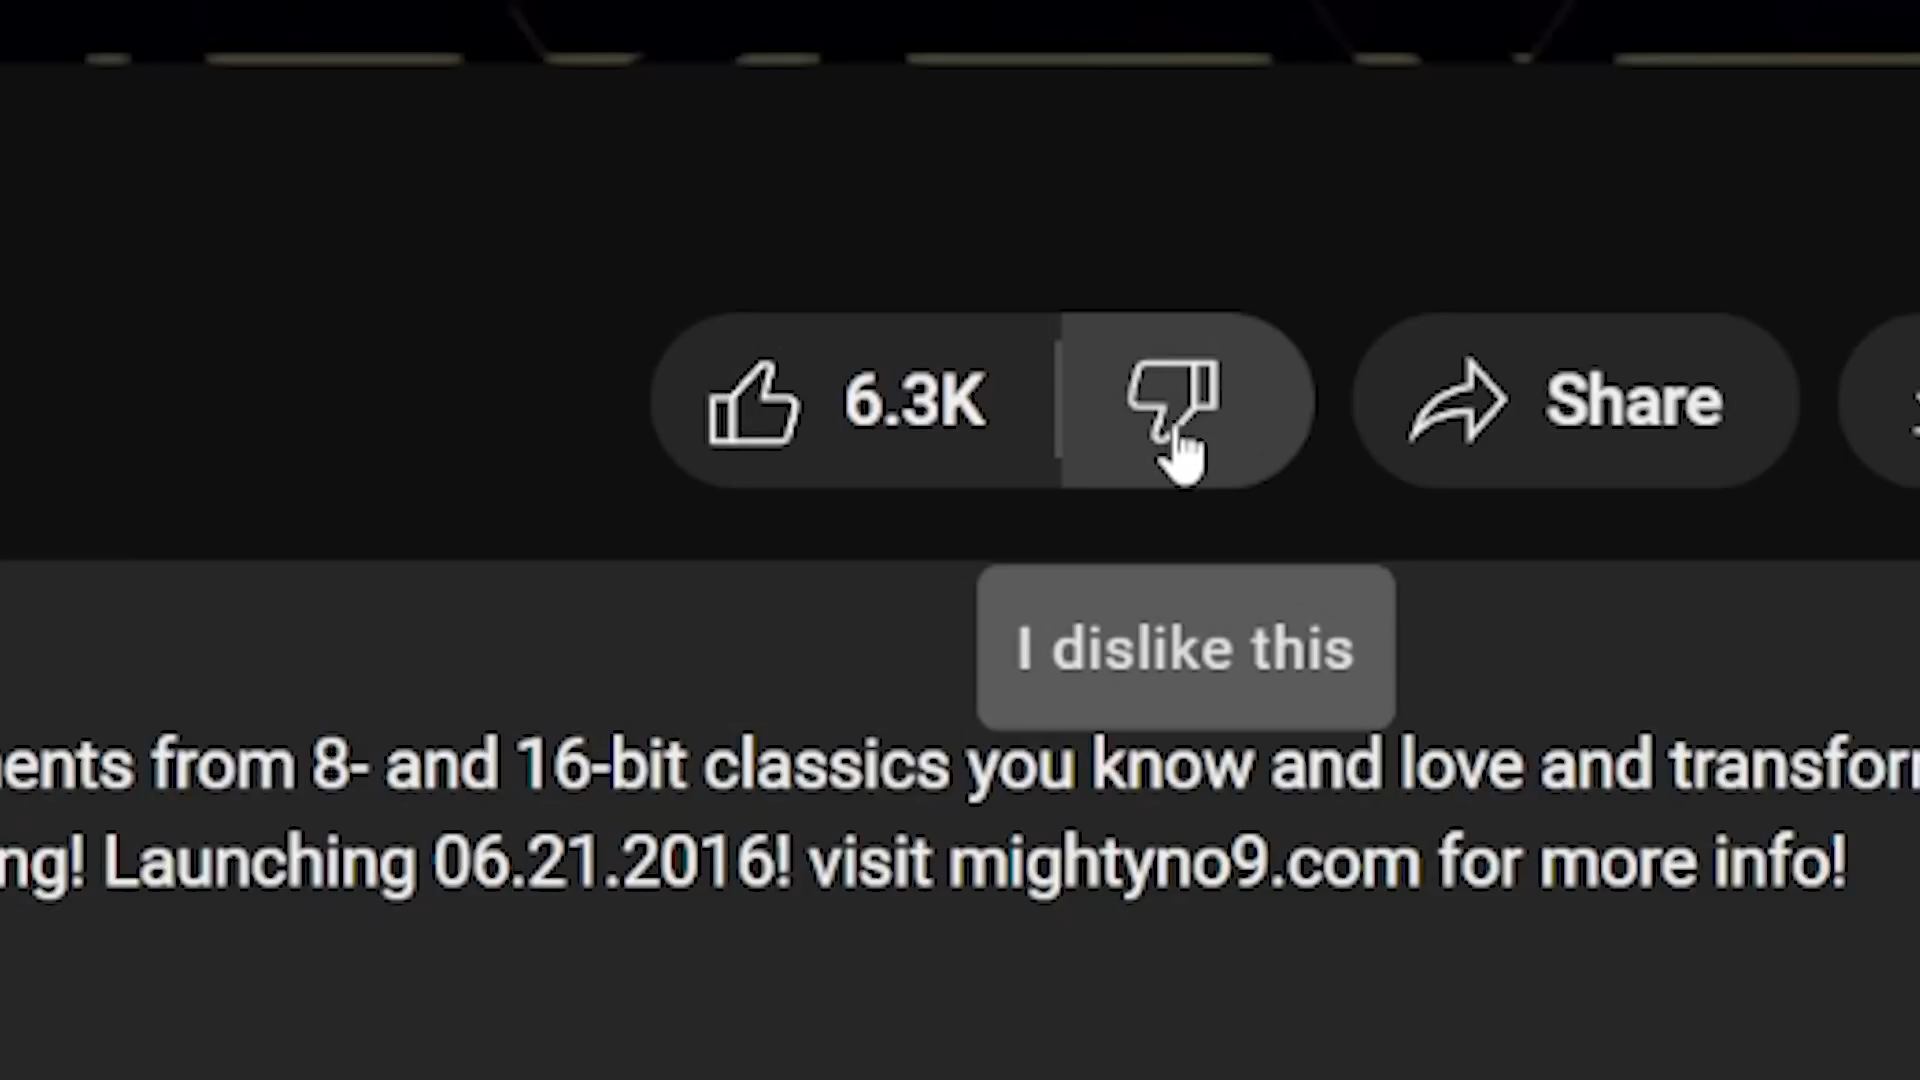 6.3K
Share
I dislike this
ents from 8- and 16-bit classics you know and love and transfor
ng! Launching 06.21.2016! visit mightyno9.com for more info!